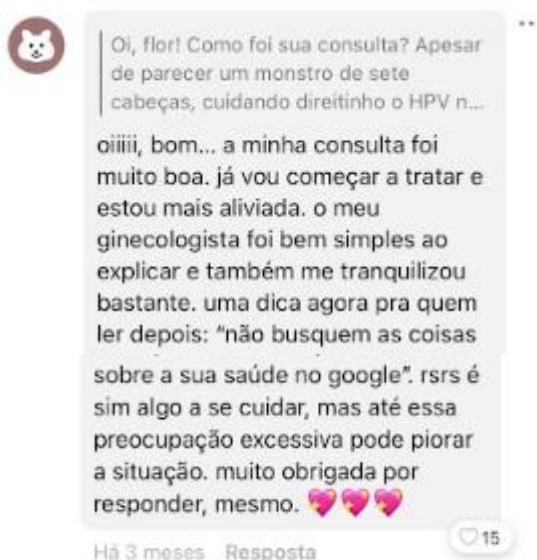 Oi, flor! Como foi sua consulta? Apesar
de parecer um monstro de sete
cabeças, cuidando direitinho o HPV n...
oiiiii, bom... a minha consulta foi
muito boa. já vou começar a tratar e
estou mais aliviada. o meu
ginecologista foi bem simples ao
explicar e também me tranquilizou
bastante. uma dica agora pra quem
ler depois: “não busquem as coisas
sobre a sua saúde no google”. rsrs é
sim algo a se cuidar, mas até essa
preocupação excessiva pode piorar
a situação. muito obrigada por
responder, mesmo. 💖💖💖
15
Há 3 meses Resposta